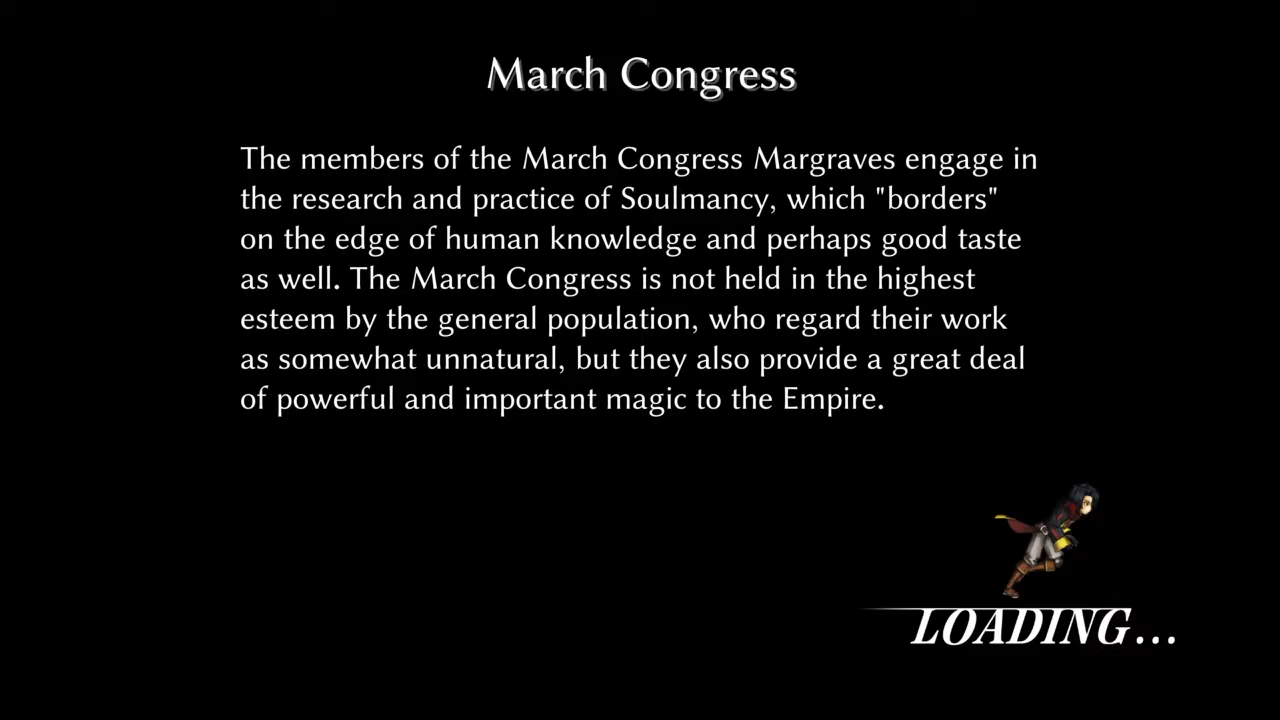 March Congress
The members of the March Congress Margraves engage in
the research and practice of Soulmancy, which "borders"
on the edge of human knowledge and perhaps good taste
as well. The March Congress is not held in the highest
esteem by the general population, who regard their work
as somewhat unnatural, but they also provide a great deal
of powerful and important magic to the Empire.
LOADING...